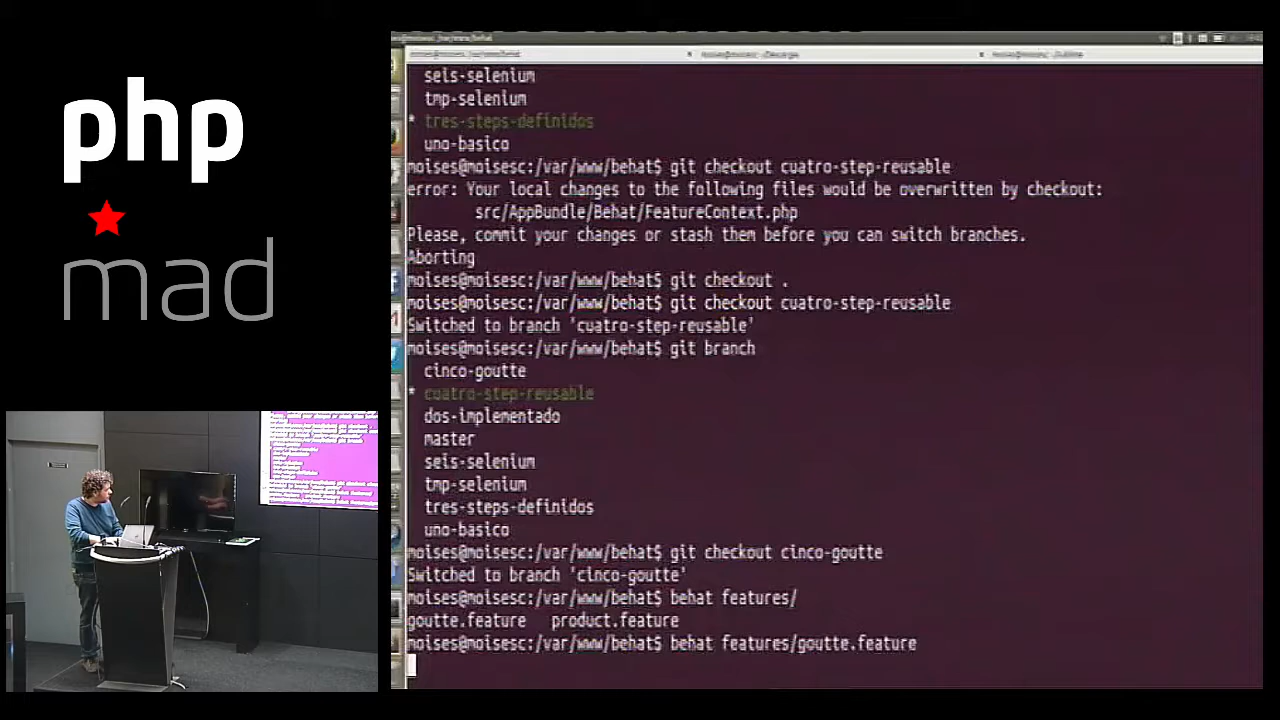 php
mad
seis-selenium
tmp-selenium
* tres-steps-definidos
uno-basico
moises@moisesc:/var/www/behat$ git checkout cuatro-step-reusable
error: Your local changes to the following files would be overwritten by checkout:
src/AppBundle/Behat/FeatureContext.php
Please, commit your changes or stash them before you can switch branches.
Aborting
moises@moisesc:/var/www/behat$ git checkout .
moises@moisesc:/var/www/behat$ git checkout cuatro-step-reusable
Switched to branch 'cuatro-step-reusable'
moises@moisesc:/var/www/behat$ git branch
cinco-goutte
* cuatro-step-reusable
dos-implementado
master
seis-selenium
tmp-selenium
tres-steps-definidos
uno-basico
moises@moisesc:/var/www/behat$ git checkout cinco-goutte
Switched to branch 'cinco-goutte'
moises@moisesc:/var/www/behat$ behat features/
goutte.feature product.feature
moises@moisesc:/var/www/behat$ behat features/goutte.feature